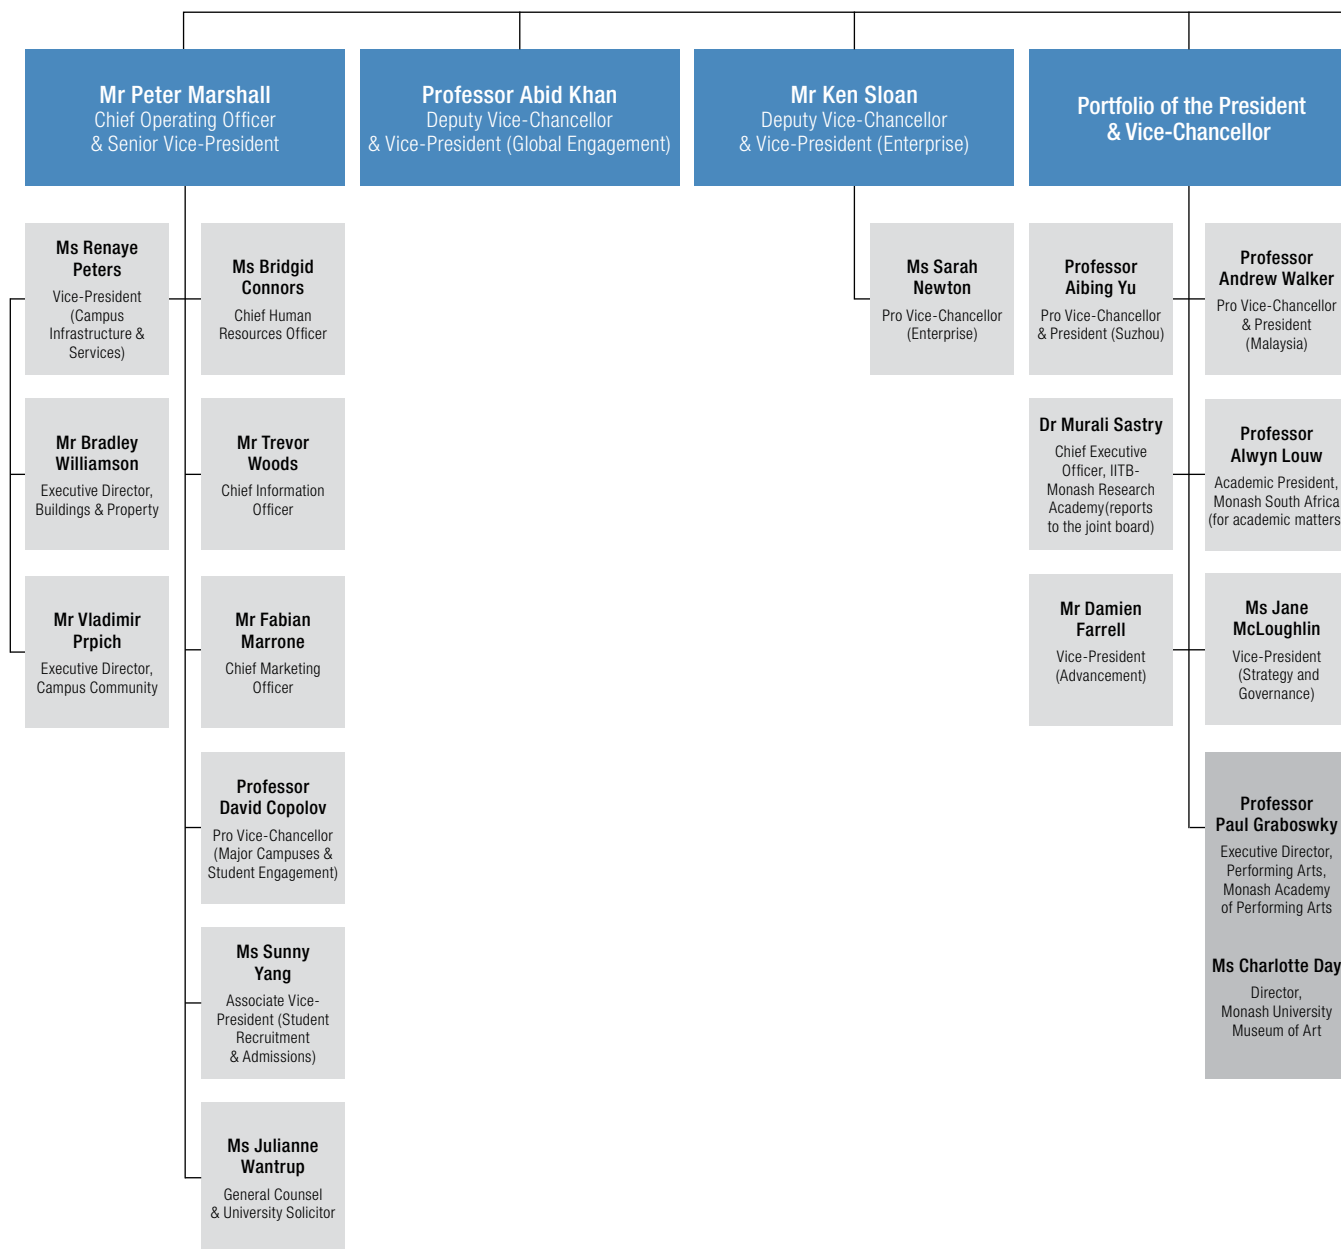 Mr Peter Marshall
Chief Operating Officer
& Senior Vice-President
Professor Abid Khan
Deputy Vice-Chancellor
& Vice-President (Global Engagement)
Mr Ken Sloan
Deputy Vice-Chancellor
& Vice-President (Enterprise)
Portfolio of the President
& Vice-Chancellor
Ms Renaye
Peters
Vice-President
(Campus
Infrastructure &
Services)
Ms Bridgid
Connors
Chief Human
Resources Officer
Ms Sarah
Newton
Pro Vice-Chancellor
(Enterprise)
Professor
Aibing Yu
Pro Vice-Chancellor
& President (Suzhou)
Professor
Andrew Walker
Pro Vice-Chancellor
& President
(Malaysia)
Mr Bradley
Williamson
Executive Director,
Buildings & Property
Mr Trevor
Woods
Chief Information
Officer
Dr Murali Sastry
Chief Executive
Officer, IITB-
Monash Research
Academy(reports
to the joint board)
Professor
Alwyn Louw
Academic President,
Monash South Africa
(for academic matters
Mr Vladimir
Prpich
Executive Director,
Campus Community
Mr Fabian
Marrone
Chief Marketing
Officer
Mr Damien
Farrell
Vice-President
(Advancement)
Ms Jane
McLoughlin
Vice-President
(Strategy and
Governance)
Professor
David Copolov
Pro Vice-Chancellor
(Major Campuses &
Student Engagement)
Professor
Paul Graboswky
Executive Director,
Performing Arts,
Monash Academy
of Performing Arts
Ms Sunny
Yang
Associate Vice-
President (Student
Recruitment
& Admissions)
Ms Charlotte Day
Director,
Monash University
Museum of Art
Ms Julianne
Wantrup
General Counsel
& University Solicitor